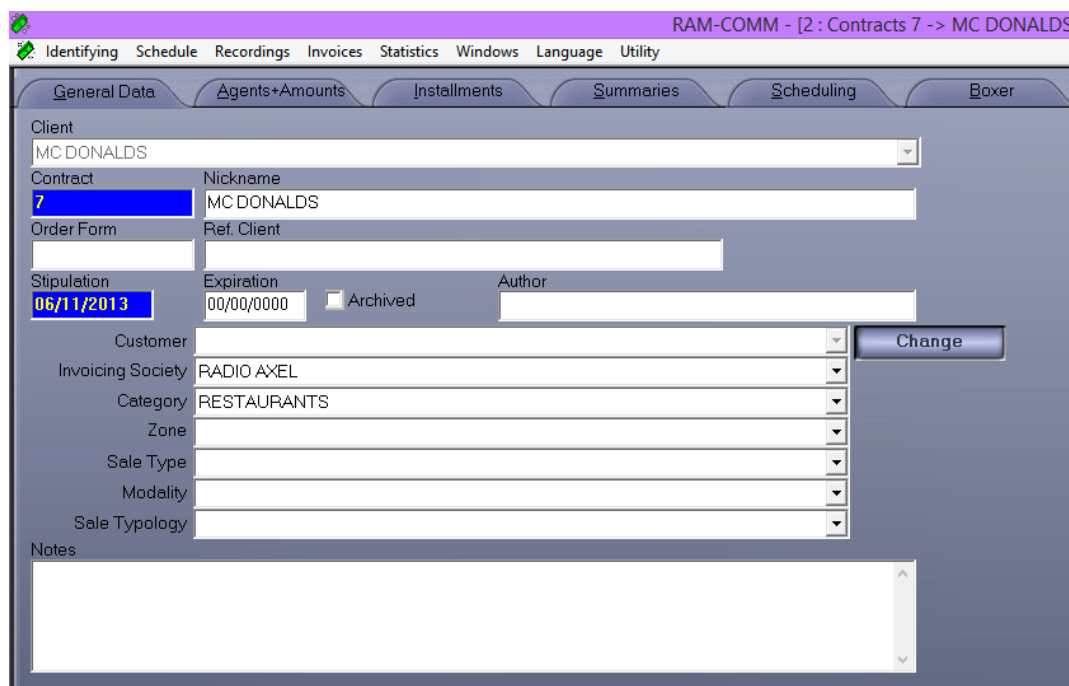 RAM-COMM - [2 : Contracts 7 -> MC DONALDS
Identifying Schedule Recordings Invoices Statistics Windows Language Utility
General Data Agents+Amounts Installments Summaries Scheduling Boxer
Client
MC DONALDS
Contract Nickname
7 MC DONALDS
Order Form Ref. Client
Stipulation Expiration Author
06/11/2013 00/00/0000 Archived
Customer Change
Invoicing Society RADIO AXEL
Category RESTAURANTS
Zone
Sale Type
Modality
Sale Typology
Notes